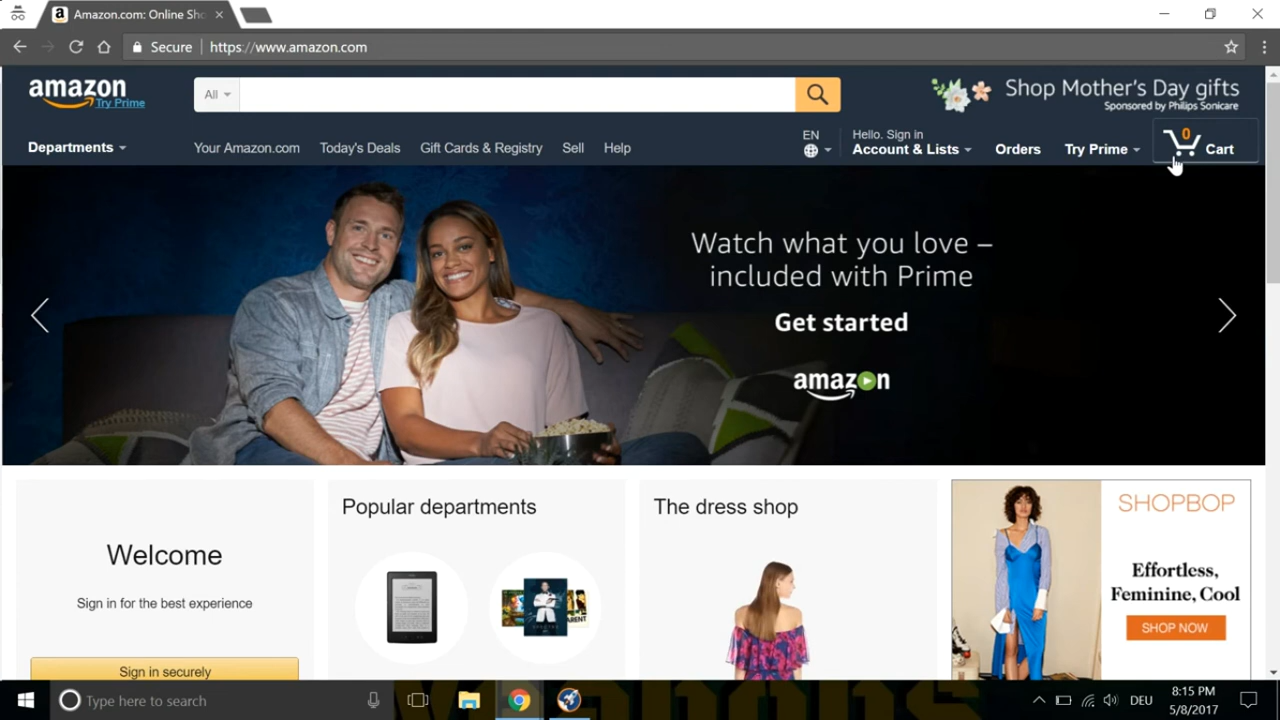 Amazon.com: Online Sho
Secure | https://www.amazon.com
amazon
Try Prime
All
Shop Mother's Day gifts
Sponsored by Philips Sonicare
Departments
Your Amazon.com
Today's Deals
Gift Cards & Registry
Sell
Help
EN
Hello. Sign in
Account & Lists
Orders
Try Prime
0
Cart
Watch what you love –
included with Prime
Get started
amazon
Welcome
Sign in for the best experience
Sign in securely
Popular departments
The dress shop
SHOPBOP
Effortless,
Feminine, Cool
SHOP NOW
Type here to search
DEU
8:15 PM
5/8/2017